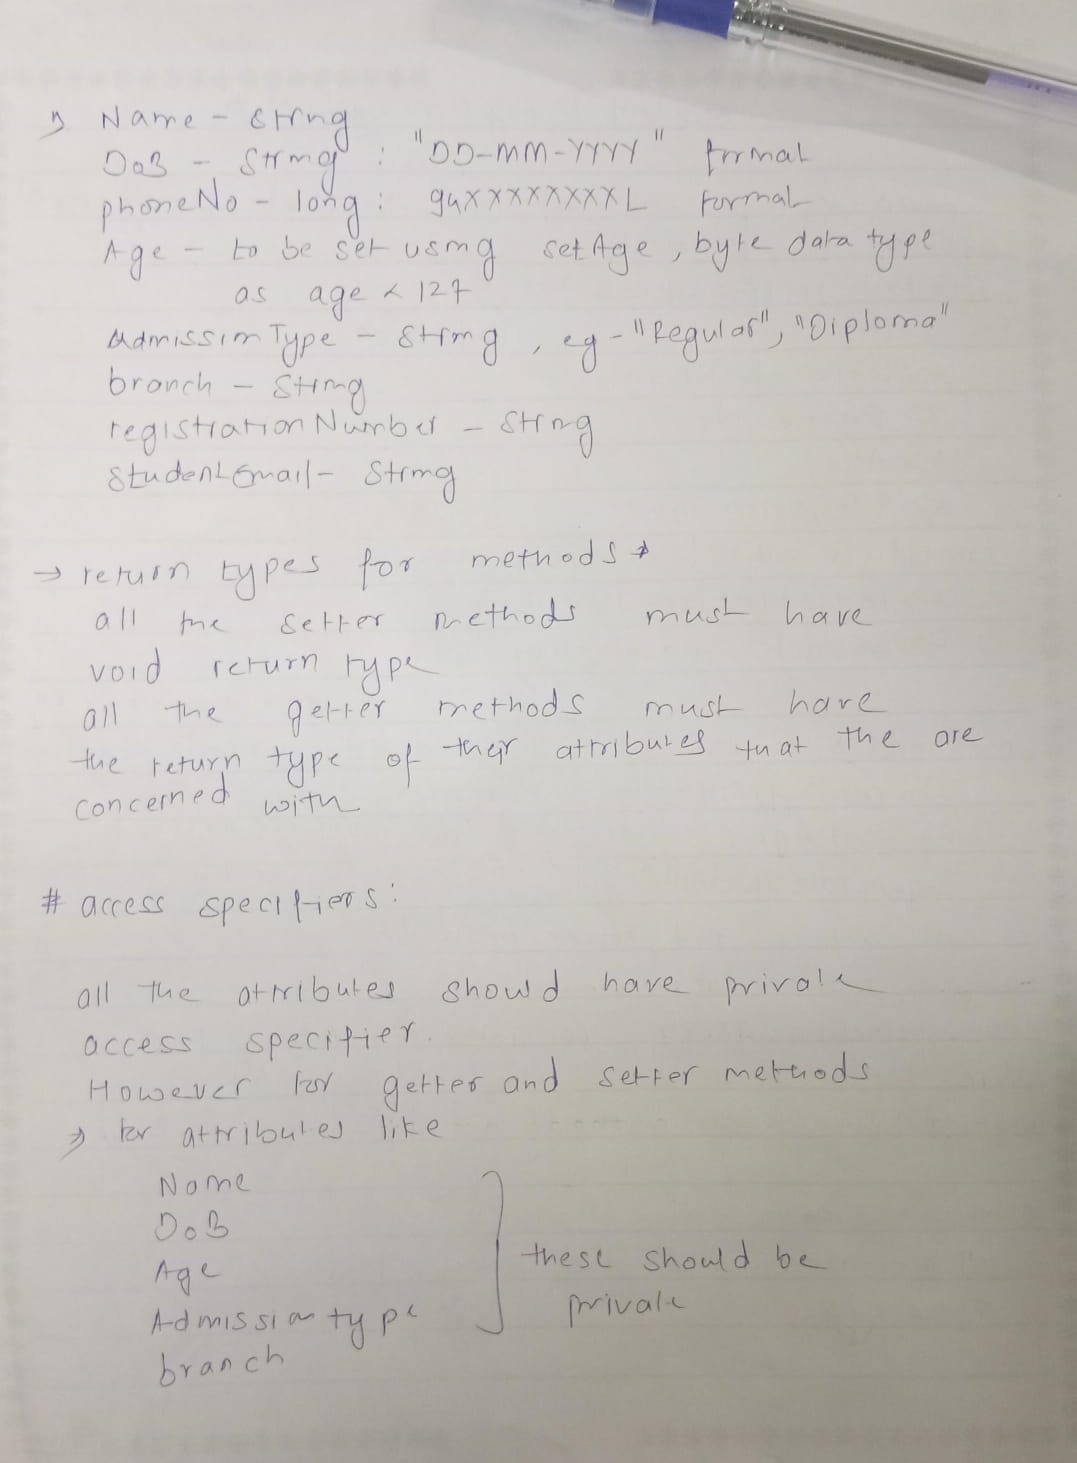 → Name - String
DoB - String : "DD-MM-YYYY" format
phoneNo - long : 94XXXXXXXXL format
Age - to be set using setAge, byte data type
as age < 127
AdmissionType - String, eg - "Regular", "Diploma"
branch - String
registrationNumber - String
StudentEmail - String
→ return types for methods →
all the setter methods must have
void return type
all the getter methods must have
the return type of their attributes that the are
concerned with
# access specifiers:
all the attributes should have private
access specifier.
However for getter and setter methods
→ for attributes like
Name
DoB
Age
Admission type
branch
these should be
private